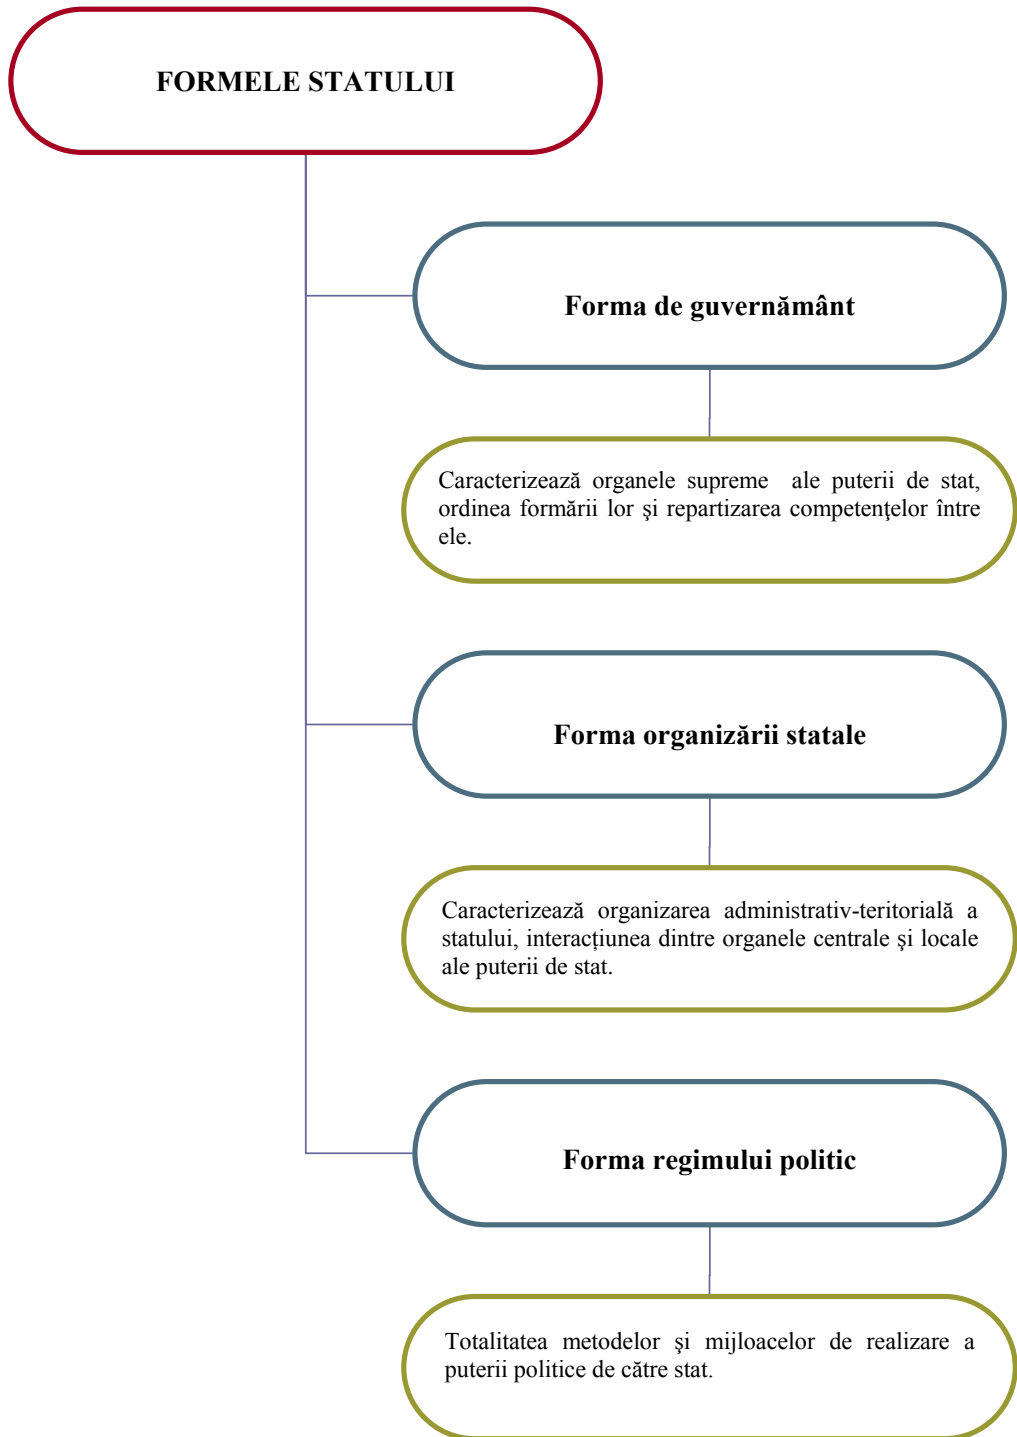 FORMELE STATULUI
Forma de guvernământ
Caracterizează organele supreme ale puterii de stat,
ordinea formării lor şi repartizarea competenţelor între
ele.
Forma organizării statale
Caracterizează organizarea administrativ-teritorială a
statului, interacțiunea dintre organele centrale şi locale
ale puterii de stat.
Forma regimului politic
Totalitatea metodelor şi mijloacelor de realizare a
puterii politice de către stat.